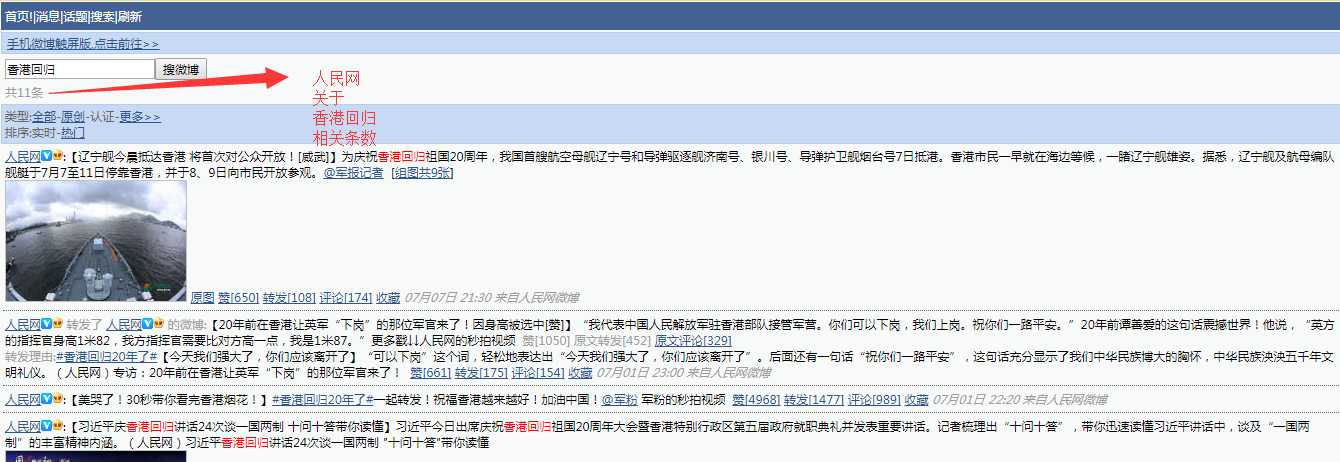 首页!|消息|话题|搜索|刷新
手机微博触屏版,点击前往>>
香港回归 搜微博
共11条
人民网
关于
香港回归
相关条数
类型:全部-原创-认证-更多>>
排序:实时-热门
人民网:【辽宁舰今晨抵达香港 将首次对公众开放！[威武]】为庆祝香港回归祖国20周年，我国首艘航空母舰辽宁号和导弹驱逐舰济南号、银川号、导弹护卫舰烟台号7日抵港。香港市民一早就在海边等候，一睹辽宁舰雄姿。据悉，辽宁舰及航母编队
舰艇于7月7至11日停靠香港，并于8、9日向市民开放参观。@军报记者 [组图共9张]
原图 赞[650] 转发[108] 评论[174] 收藏 07月07日 21:30 来自人民网微博
人民网 转发了 人民网 的微博:【20年前在香港让英军“下岗”的那位军官来了！因身高被选中[赞]】“我代表中国人民解放军驻香港部队接管军营。你们可以下岗，我们上岗。祝你们一路平安。”20年前谭善爱的这句话震撼世界！他说，“英方
的指挥官身高1米82，我方指挥官需要比对方高一点，我是1米87。”更多戳↓↓人民网的秒拍视频 赞[1050] 原文转发[452] 原文评论[329]
转发理由:#香港回归20年了#【今天我们强大了，你们应该离开了】“可以下岗”这个词，轻松地表达出“今天我们强大了，你们应该离开了”。后面还有一句话“祝你们一路平安”，这句话充分显示了我们中华民族博大的胸怀，中华民族泱泱五千年文
明礼仪。（人民网）专访：20年前在香港让英军“下岗”的那位军官来了！ 赞[661] 转发[175] 评论[154] 收藏 07月01日 23:00 来自人民网微博
人民网:【美哭了！30秒带你看完香港烟花！】#香港回归20年了#一起转发！祝福香港越来越好！加油中国！@军粉 军粉的秒拍视频 赞[4968] 转发[1477] 评论[989] 收藏 07月01日 22:20 来自人民网微博
人民网:【习近平庆香港回归讲话24次谈一国两制 十问十答带你读懂】习近平今日出席庆祝香港回归祖国20周年大会暨香港特别行政区第五届政府就职典礼并发表重要讲话。记者梳理出“十问十答”，带你迅速读懂习近平讲话中，谈及“一国两
制”的丰富精神内涵。（人民网）习近平香港回归讲话24次谈一国两制 "十问十答"带你读懂